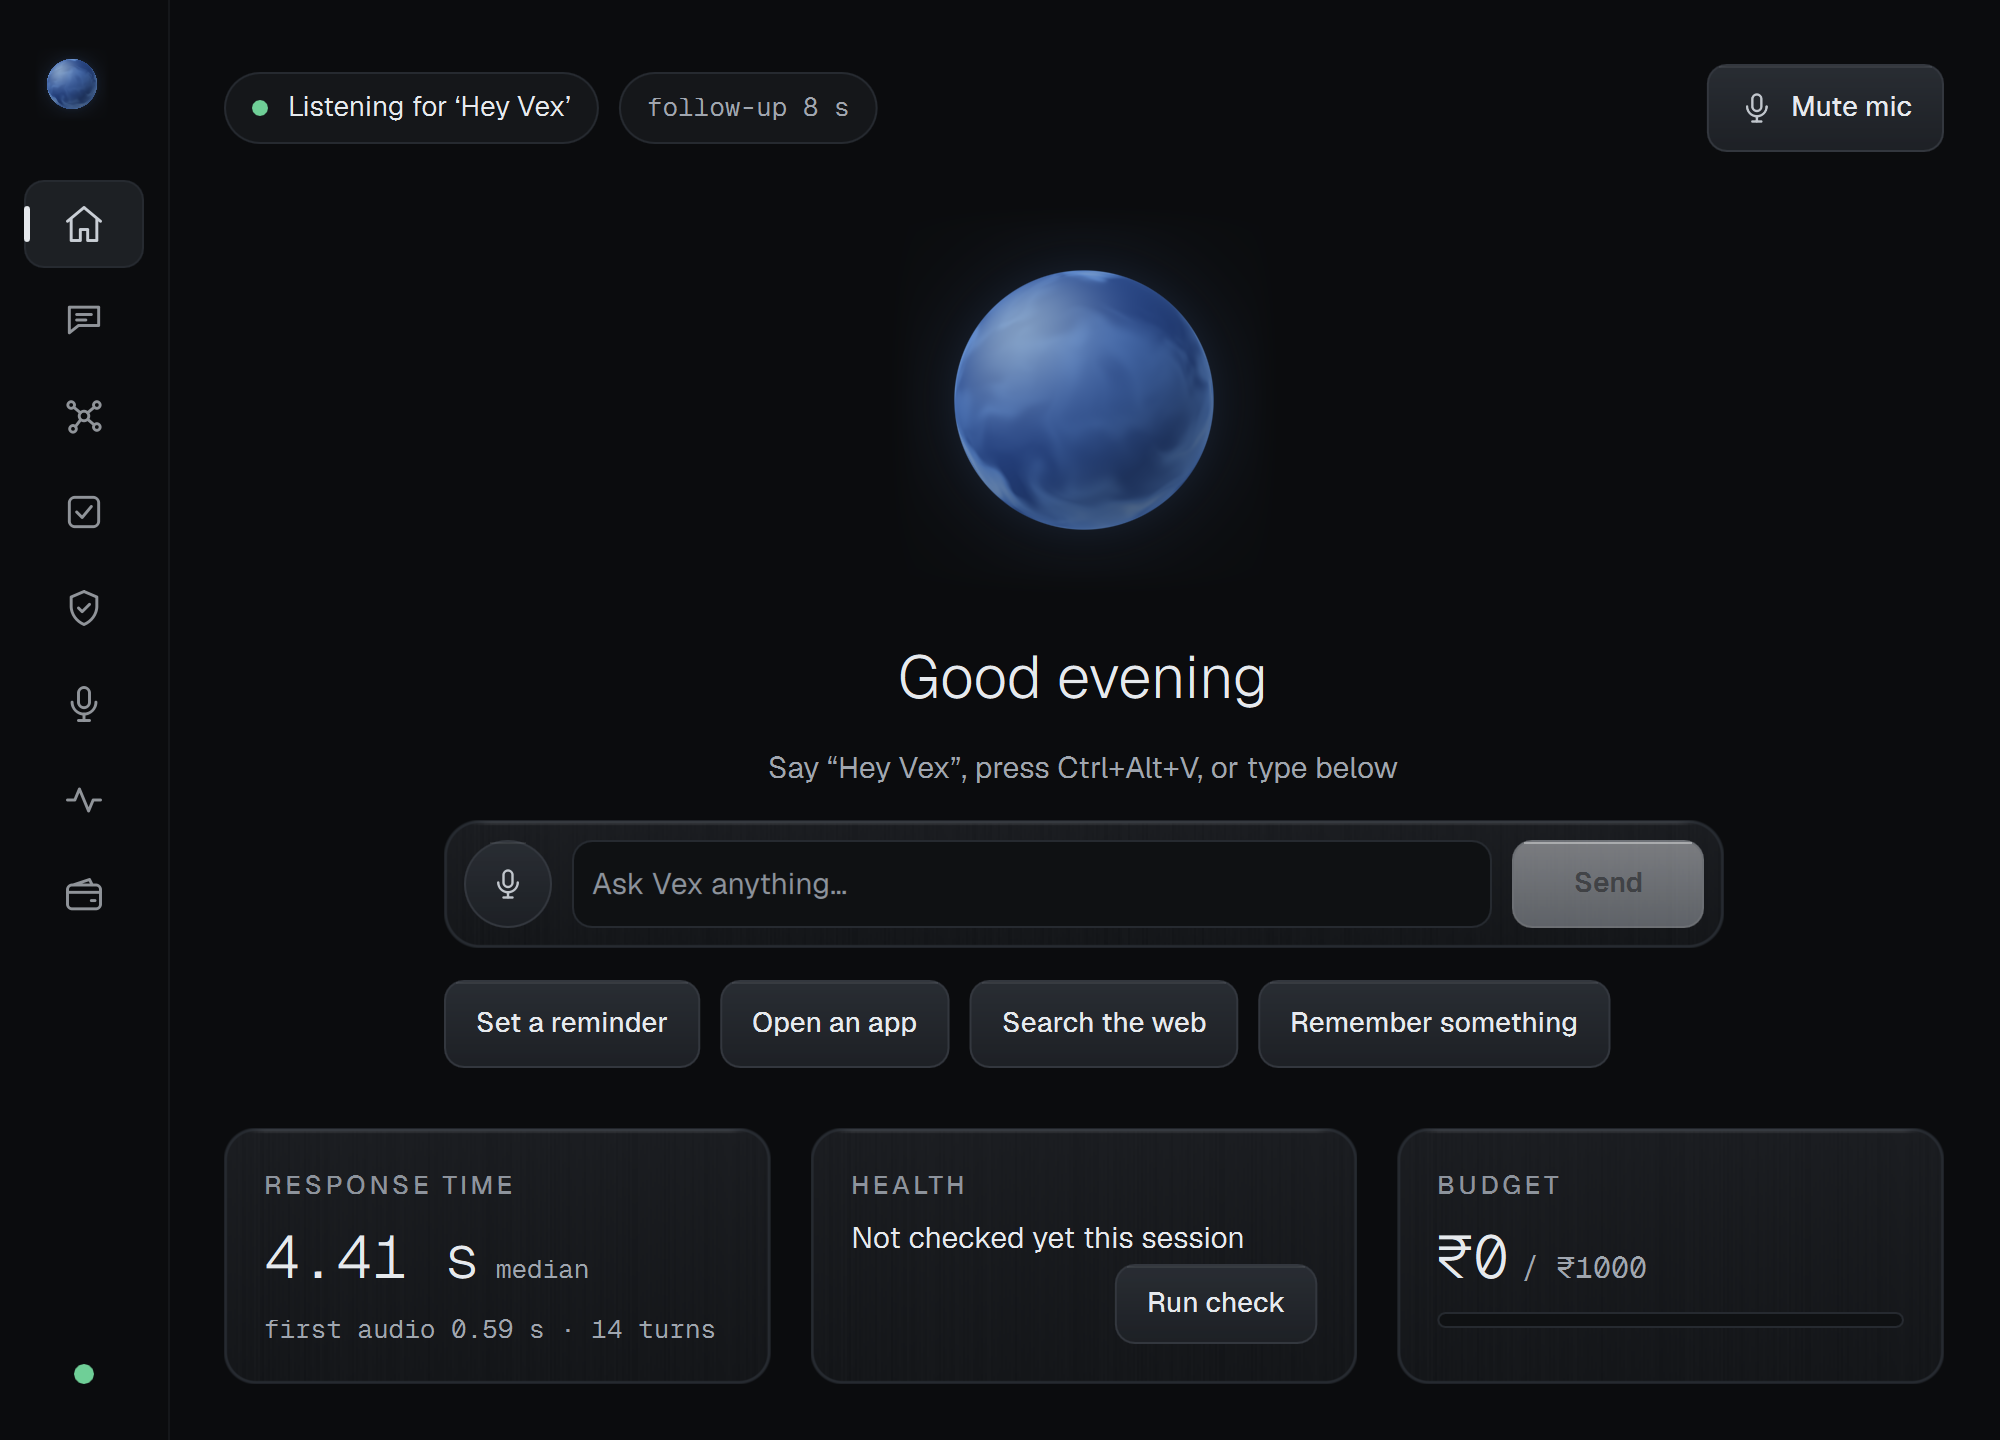 Listening for ‘Hey Vex’
follow-up 8 s
Mute mic
Good evening
Say “Hey Vex”, press Ctrl+Alt+V, or type below
Ask Vex anything…
Send
Set a reminder
Open an app
Search the web
Remember something
RESPONSE TIME
4.41 s median
first audio 0.59 s · 14 turns
HEALTH
Not checked yet this session
Run check
BUDGET
₹0 / ₹1000